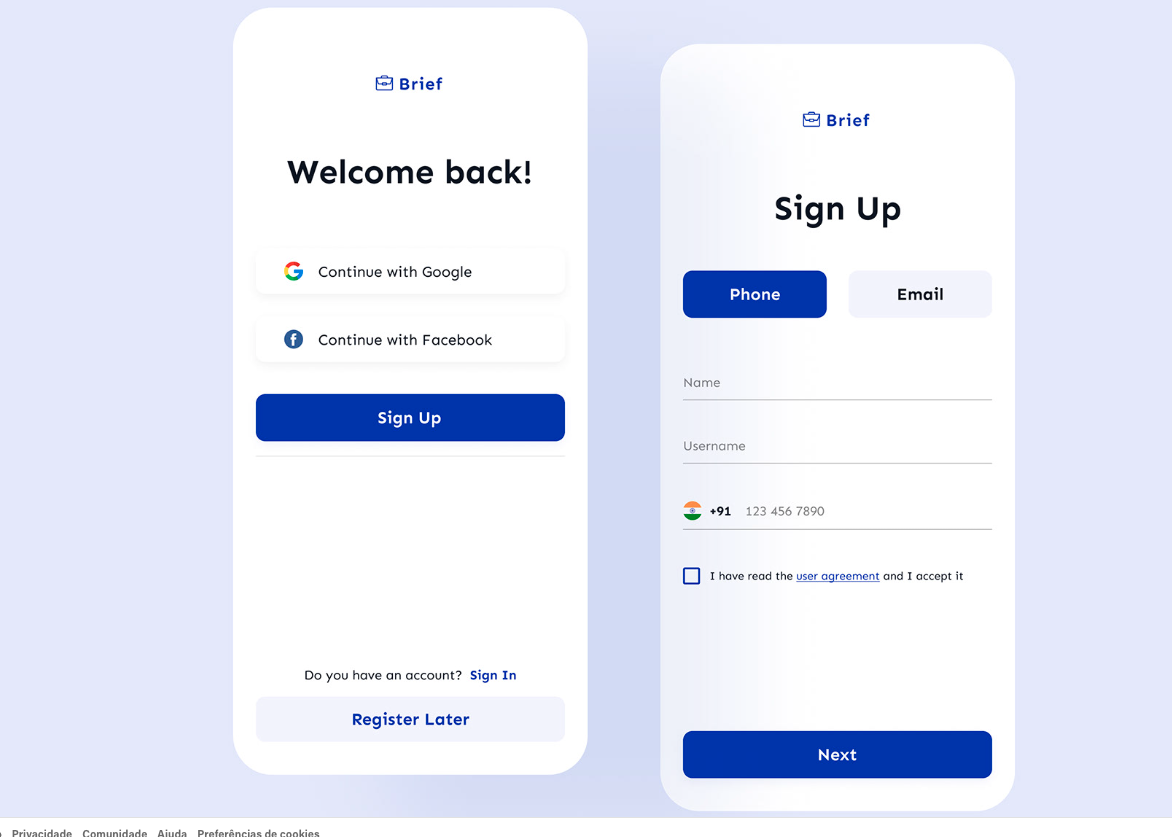 Brief
Welcome back!
Continue with Google
Continue with Facebook
Sign Up
Do you have an account? Sign In
Register Later
Brief
Sign Up
Phone
Email
Name
Username
+91 123 456 7890
I have read the user agreement and I accept it
Next
Privacidade Comunidade Ajuda Preferências de cookies